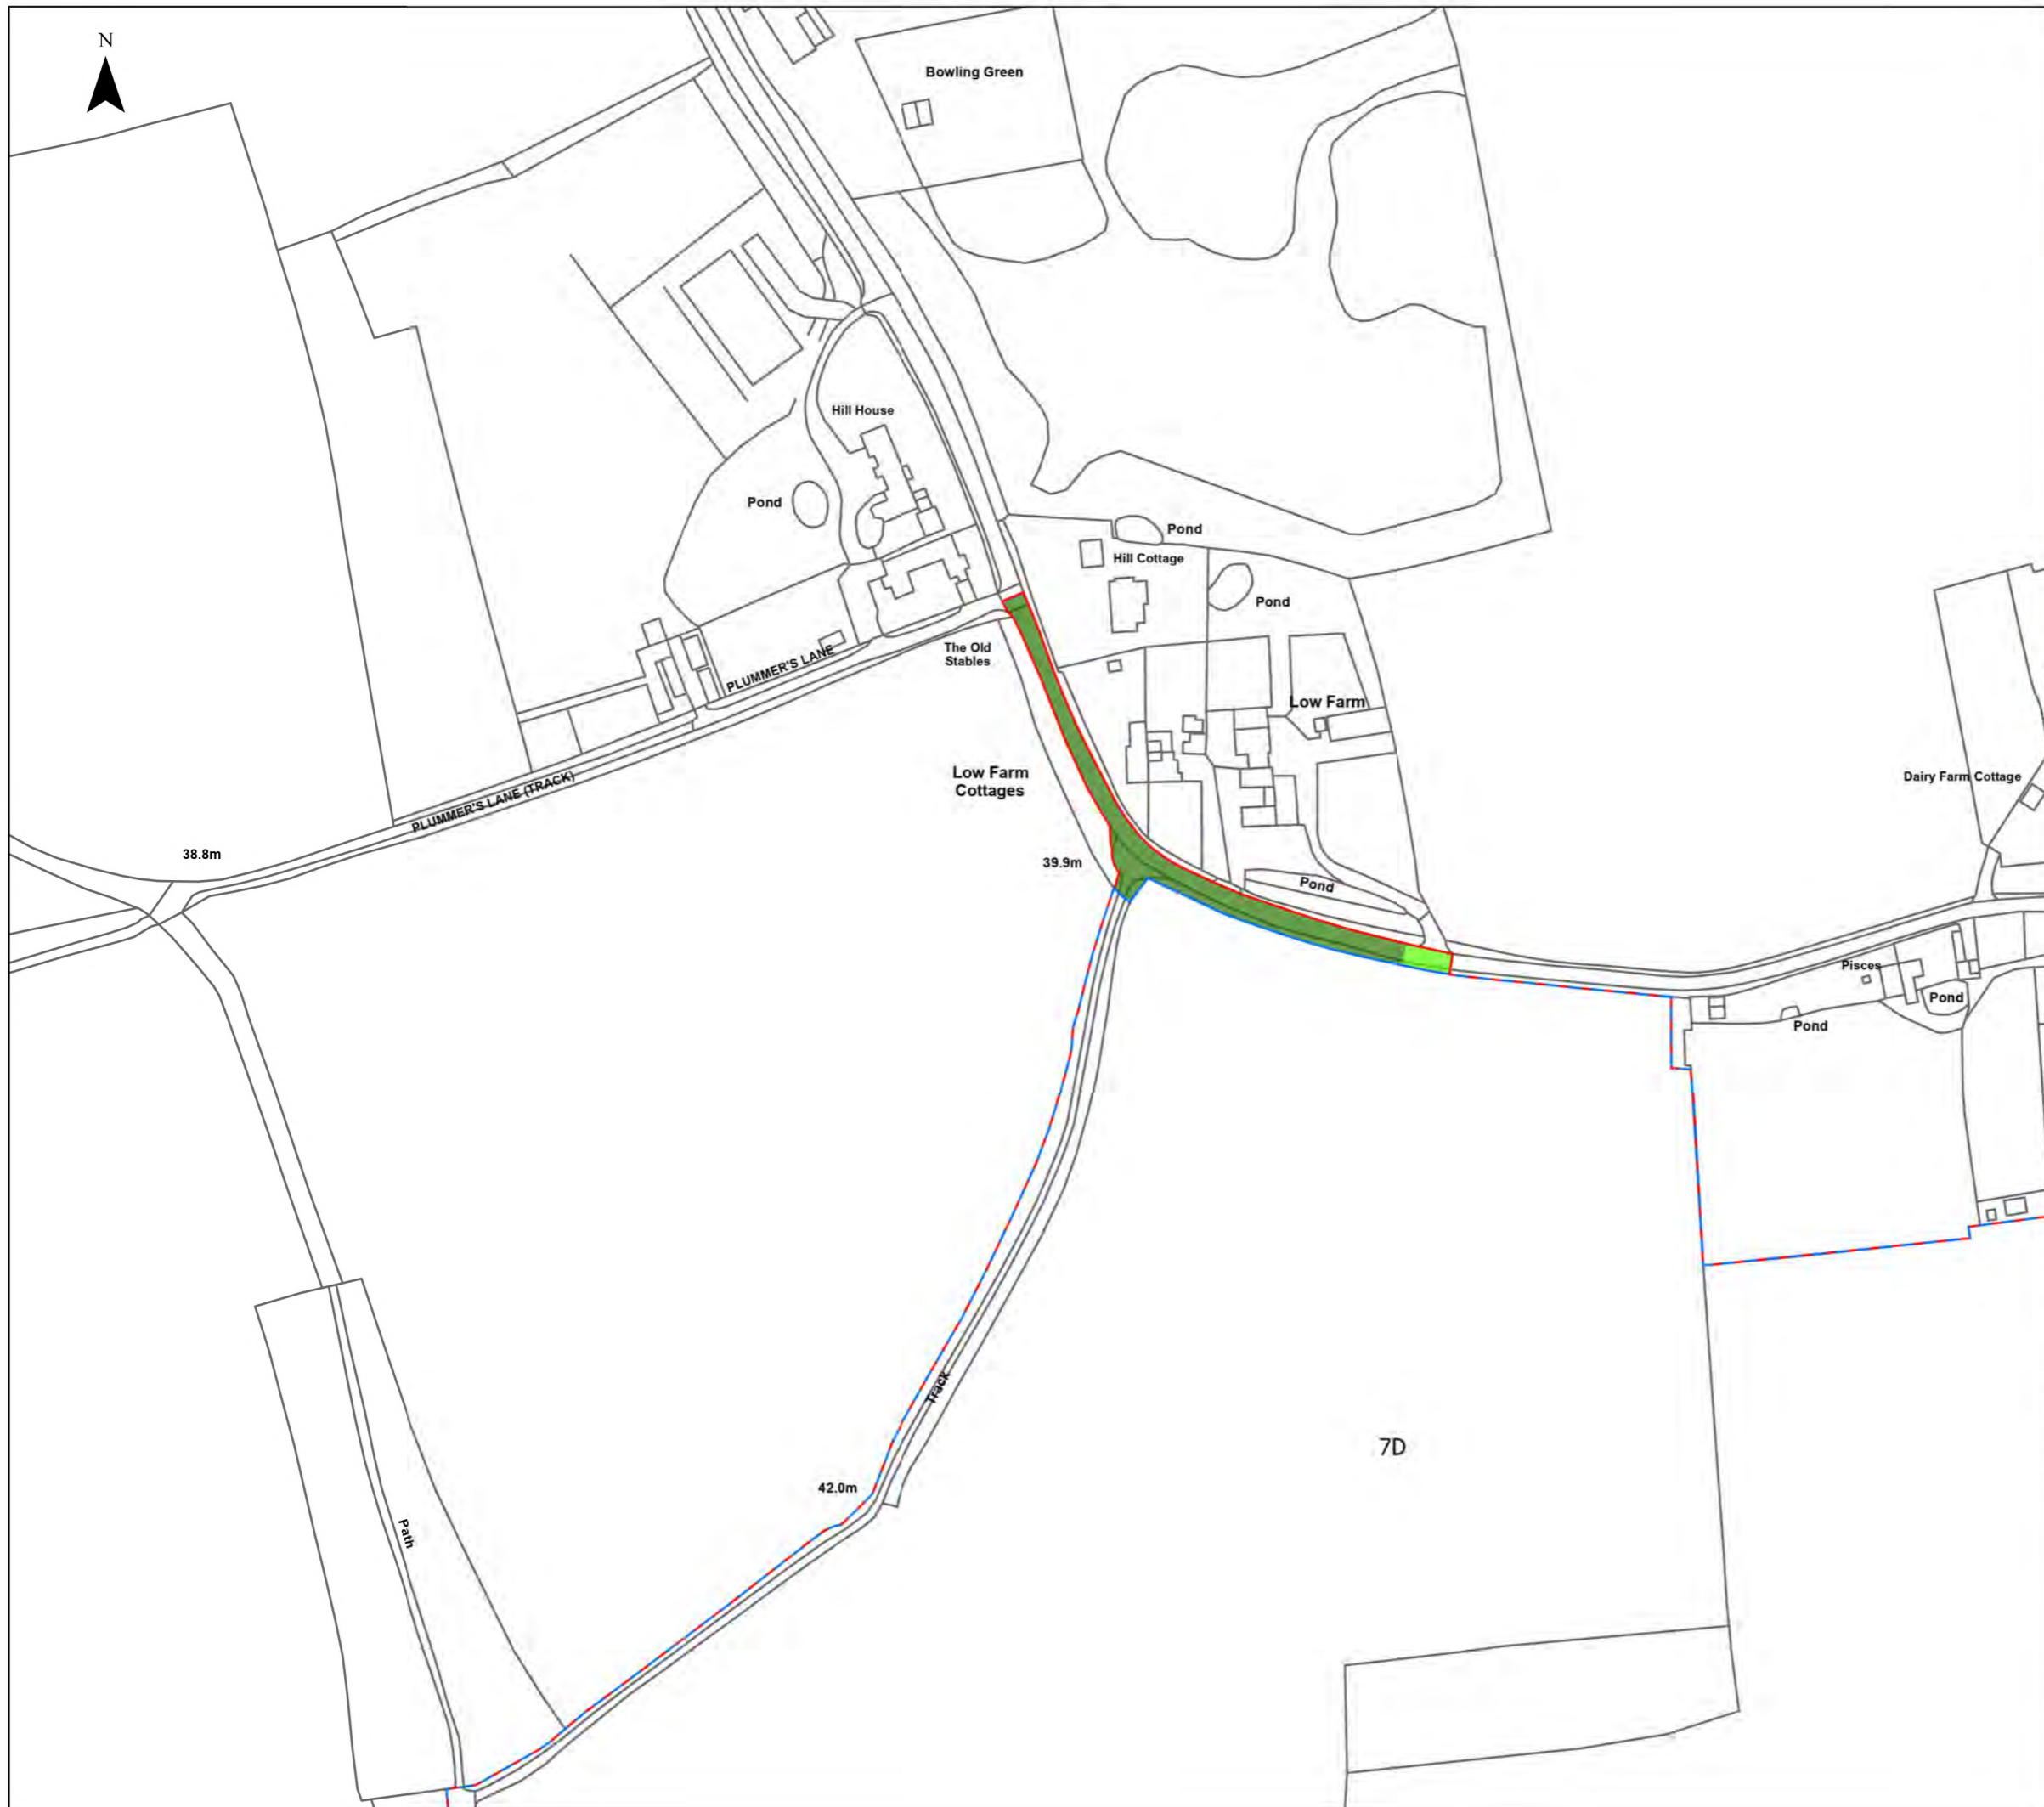 N
Bowling Green
Hill House
Pond
Pond
Hill Cottage
Pond
The Old
Stables
PLUMMER'S LANE
Low Farm
Low Farm
Cottages
Dairy Farm Cottage
PLUMMER'S LANE (TRACK)
38.8m
39.9m
Pond
Pisces
Pond
Pond
Track
7D
42.0m
Path